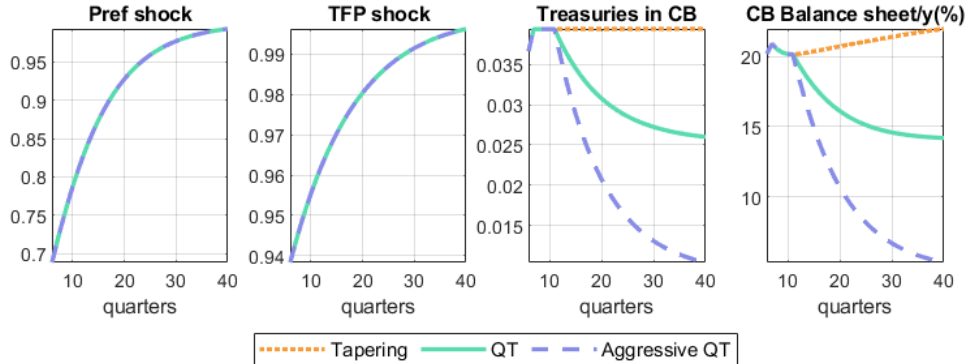 Pref shock
0.95
0.9
0.85
0.8
0.75
0.7
10 20 30 40
quarters
TFP shock
0.99
0.98
0.97
0.96
0.95
0.94
10 20 30 40
quarters
Treasuries in CB
0.035
0.03
0.025
0.02
0.015
10 20 30 40
quarters
CB Balance sheet/y(%)
20
15
10
10 20 30 40
quarters
Tapering QT Aggressive QT